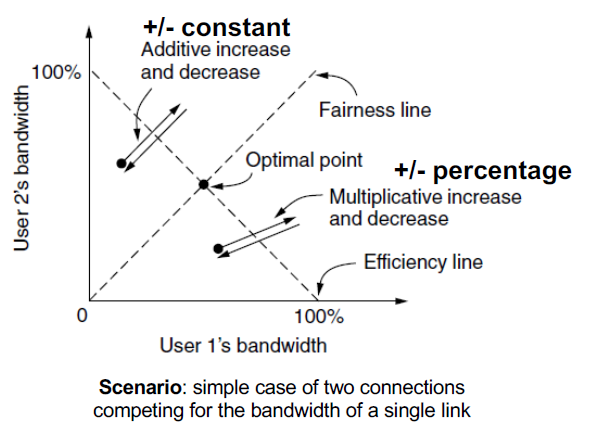 +/- constant
Additive increase
and decrease
100%
Fairness line
User 2's bandwidth
Optimal point
+/- percentage
Multiplicative increase
and decrease
Efficiency line
0
100%
User 1's bandwidth
Scenario: simple case of two connections
competing for the bandwidth of a single link